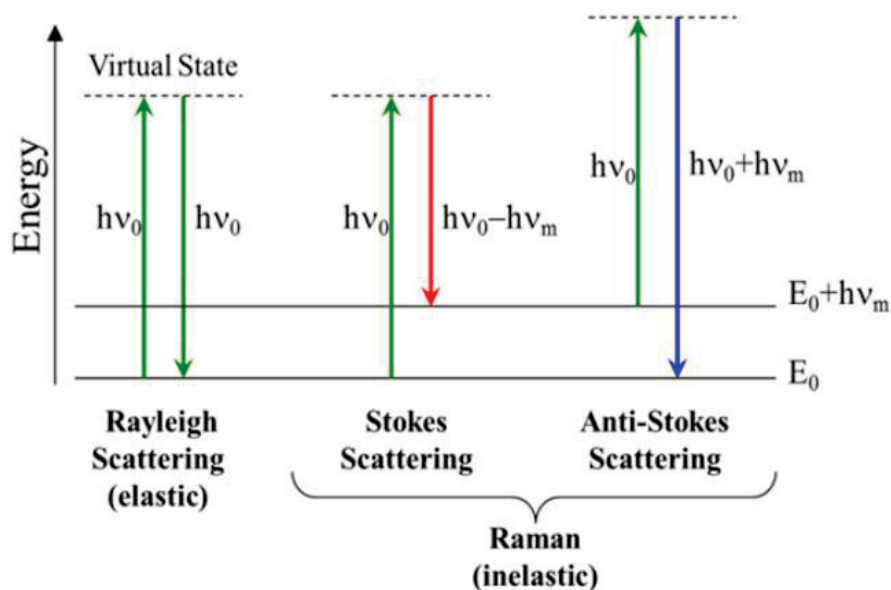 Energy
Virtual State
hν₀
hν₀
hν₀
hν₀−hνₘ
hν₀
hν₀+hνₘ
E₀+hνₘ
E₀
Rayleigh
Scattering
(elastic)
Stokes
Scattering
Anti-Stokes
Scattering
Raman
(inelastic)